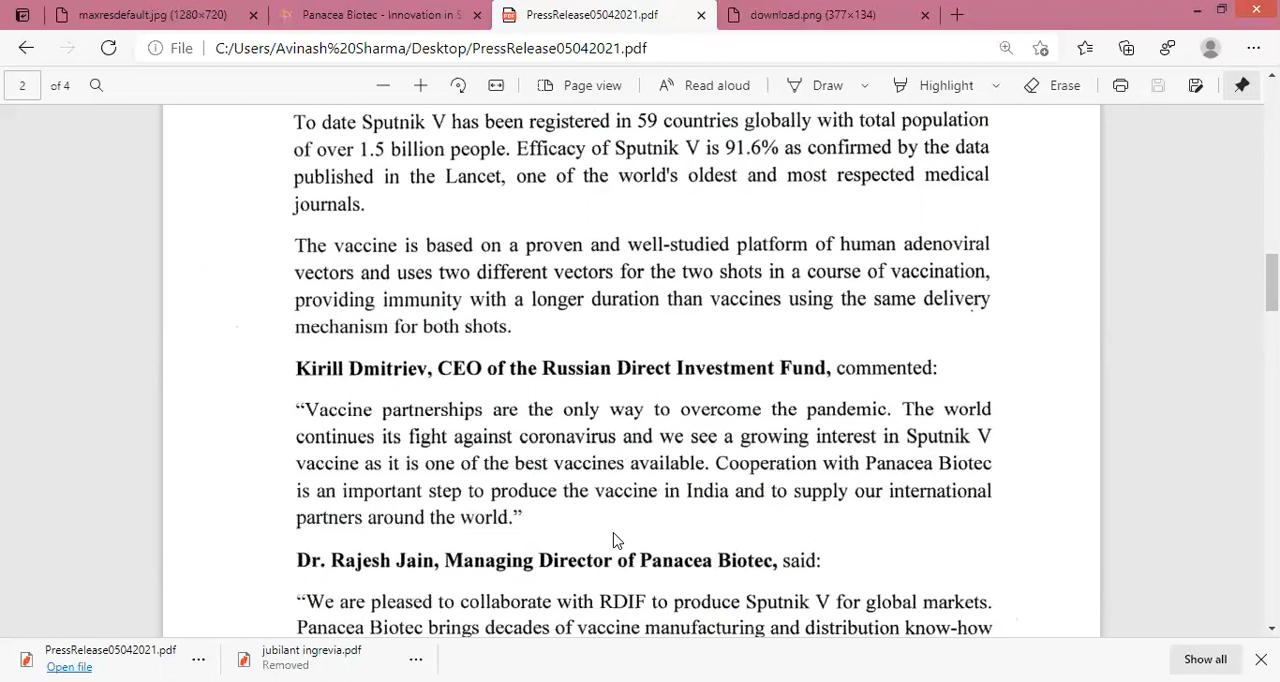 maxresdefault.jpg (1280×720)
Panacea Biotec - Innovation in S
PressRelease05042021.pdf
download.png (377×134)
File
C:/Users/Avinash%20Sharma/Desktop/PressRelease05042021.pdf
2 of 4
Page view
Read aloud
Draw
Highlight
Erase
To date Sputnik V has been registered in 59 countries globally with total population
of over 1.5 billion people. Efficacy of Sputnik V is 91.6% as confirmed by the data
published in the Lancet, one of the world's oldest and most respected medical
journals.
The vaccine is based on a proven and well-studied platform of human adenoviral
vectors and uses two different vectors for the two shots in a course of vaccination,
providing immunity with a longer duration than vaccines using the same delivery
mechanism for both shots.
Kirill Dmitriev, CEO of the Russian Direct Investment Fund, commented:
“Vaccine partnerships are the only way to overcome the pandemic. The world
continues its fight against coronavirus and we see a growing interest in Sputnik V
vaccine as it is one of the best vaccines available. Cooperation with Panacea Biotec
is an important step to produce the vaccine in India and to supply our international
partners around the world.”
Dr. Rajesh Jain, Managing Director of Panacea Biotec, said:
“We are pleased to collaborate with RDIF to produce Sputnik V for global markets.
Panacea Biotec brings decades of vaccine manufacturing and distribution know-how
PressRelease05042021.pdf
Open file
jubilant ingrevia.pdf
Removed
Show all